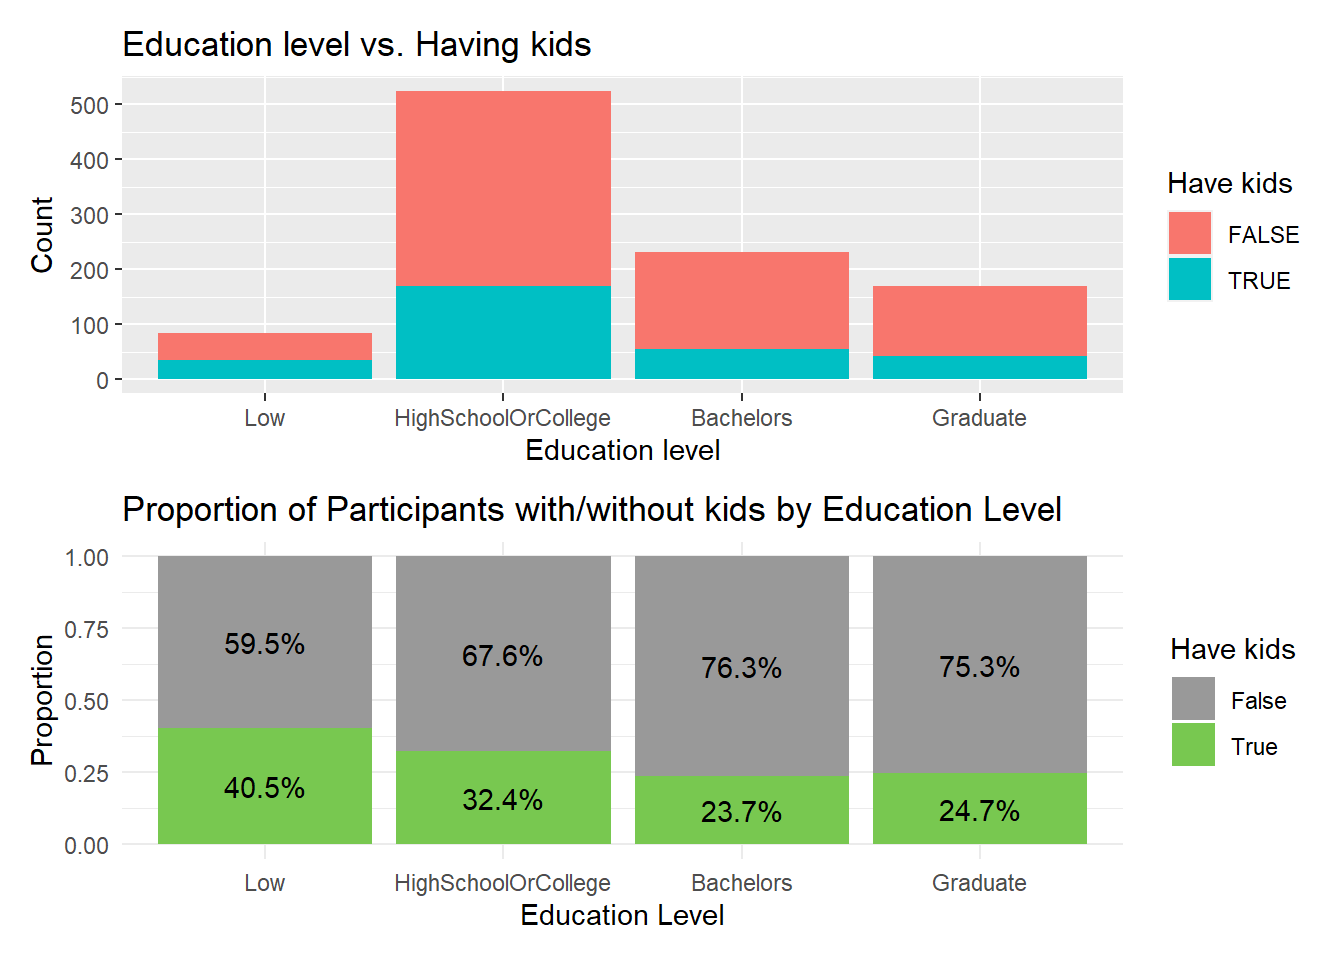 Education level vs. Having kids
Count
500
400
300
200
100
0
Low HighSchoolOrCollege Bachelors Graduate
Education level
Have kids
FALSE
TRUE
Proportion of Participants with/without kids by Education Level
Proportion
1.00
0.75
0.50
0.25
0.00
59.5% 67.6% 76.3% 75.3%
40.5% 32.4% 23.7% 24.7%
Low HighSchoolOrCollege Bachelors Graduate
Education Level
Have kids
False
True